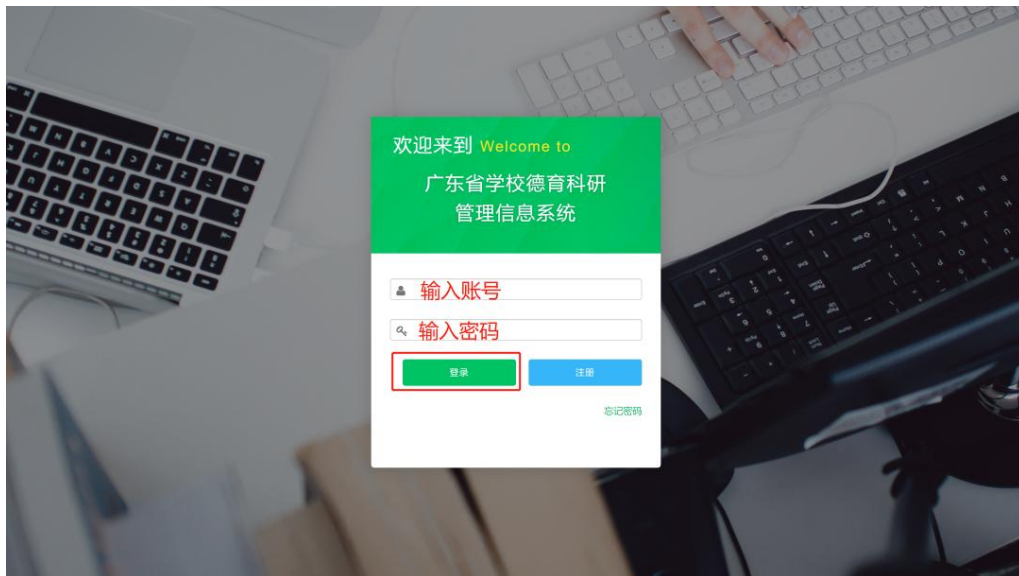 欢迎来到 Welcome to
广东省学校德育科研
管理信息系统
输入账号
输入密码
登录 注册
忘记密码